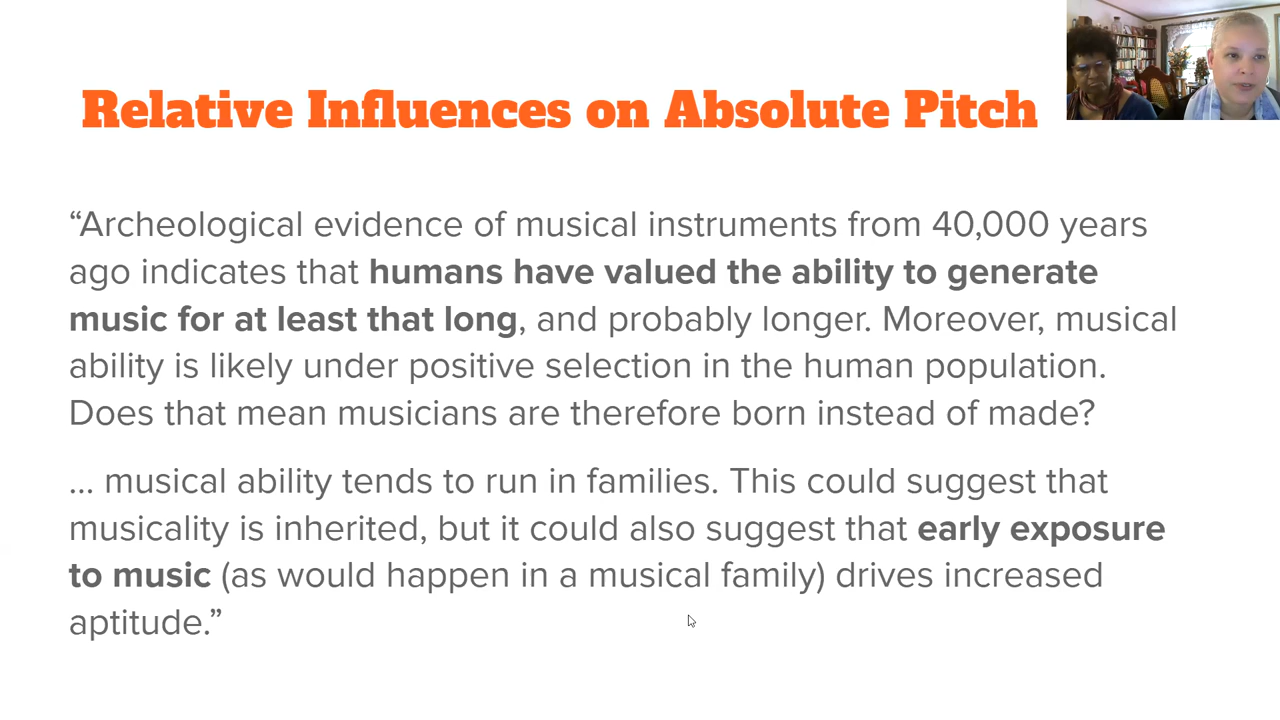 Relative Influences on Absolute Pitch
“Archeological evidence of musical instruments from 40,000 years
ago indicates that humans have valued the ability to generate
music for at least that long, and probably longer. Moreover, musical
ability is likely under positive selection in the human population.
Does that mean musicians are therefore born instead of made?
... musical ability tends to run in families. This could suggest that
musicality is inherited, but it could also suggest that early exposure
to music (as would happen in a musical family) drives increased
aptitude.”